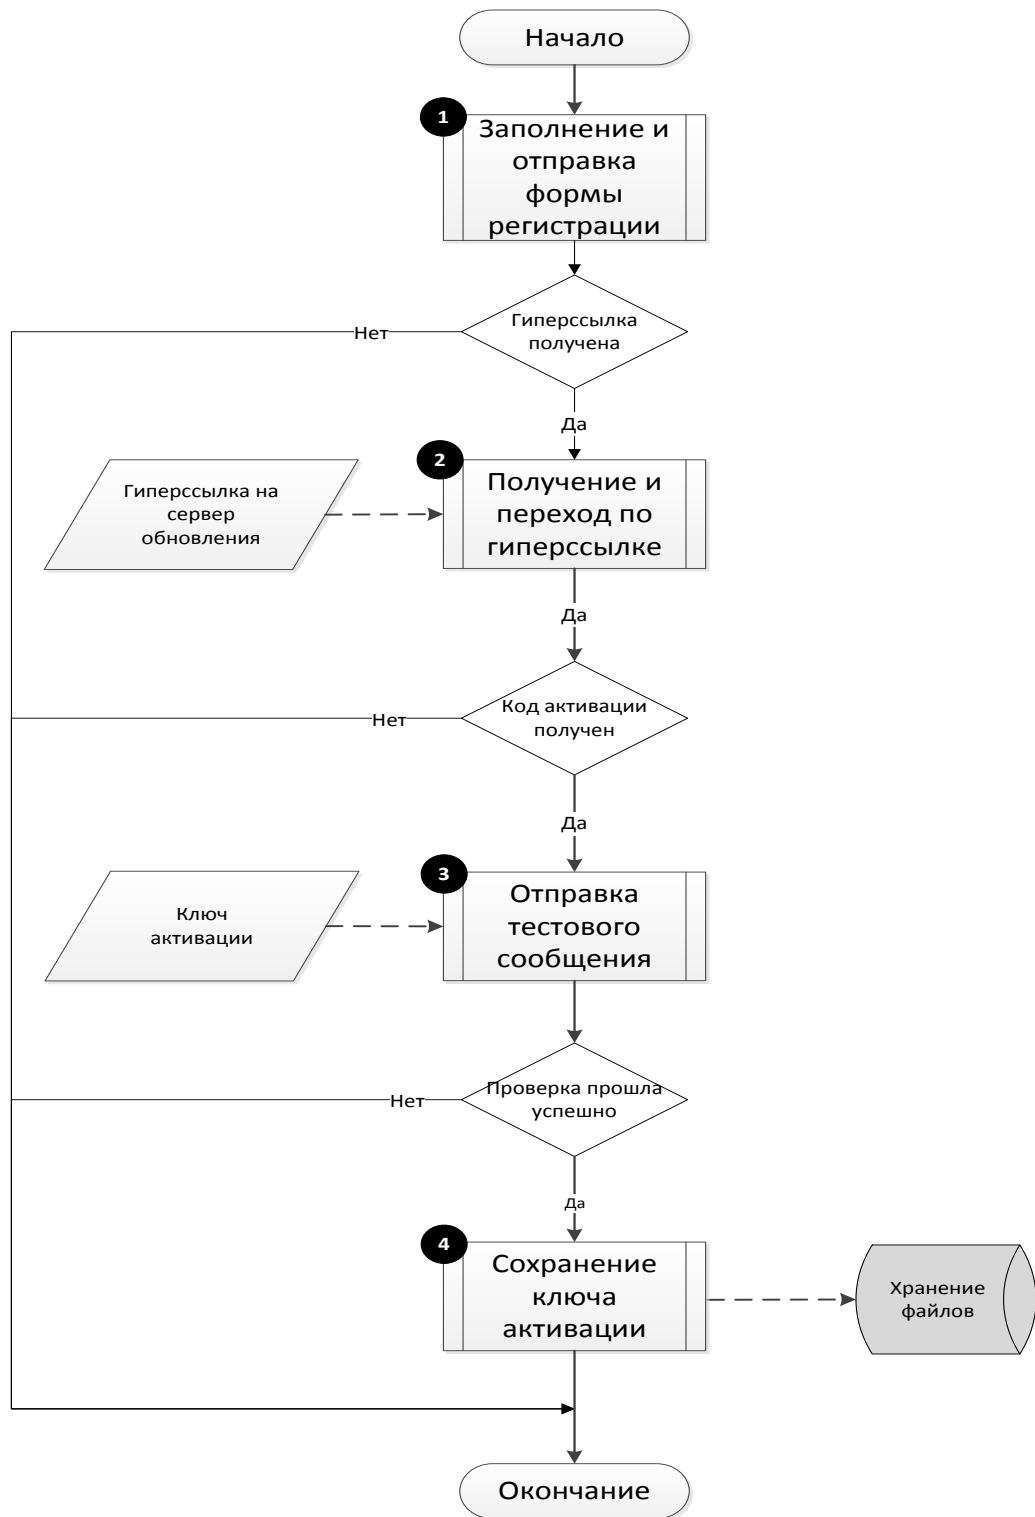 Начало
1
Заполнение и
отправка
формы
регистрации
Гиперссылка
получена
Нет
Да
2
Гиперссылка на
сервер
обновления
Получение и
переход по
гиперссылке
Да
Код активации
получен
Нет
Да
3
Ключ
активации
Отправка
тестового
сообщения
Проверка прошла
успешно
Нет
Да
4
Сохранение
ключа
активации
Хранение
файлов
Окончание